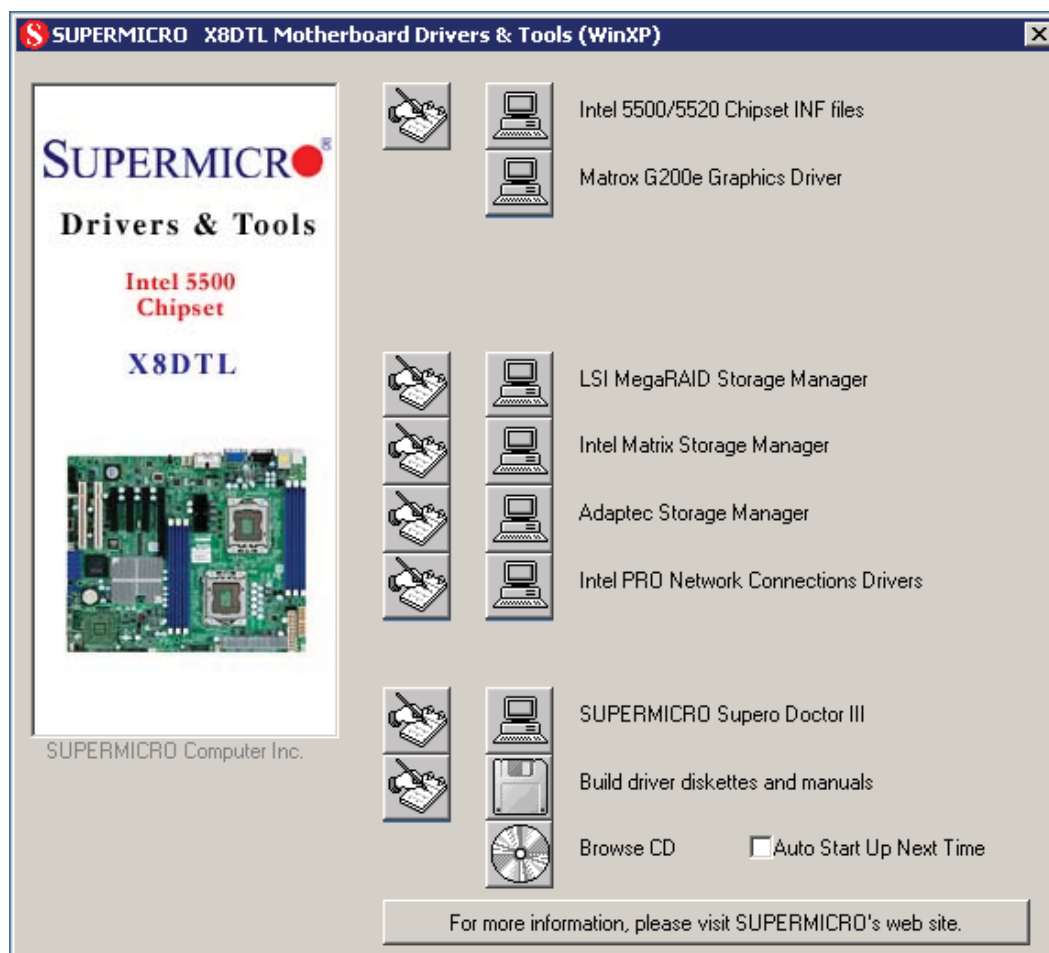 SUPERMICRO X8DTL Motherboard Drivers & Tools (WinXP)
SUPERMICRO®
Drivers & Tools
Intel 5500
Chipset
X8DTL
SUPERMICRO Computer Inc.
Intel 5500/5520 Chipset INF files
Matrox G200e Graphics Driver
LSI MegaRAID Storage Manager
Intel Matrix Storage Manager
Adaptec Storage Manager
Intel PRO Network Connections Drivers
SUPERMICRO Supero Doctor III
Build driver diskettes and manuals
Browse CD
Auto Start Up Next Time
For more information, please visit SUPERMICRO's web site.